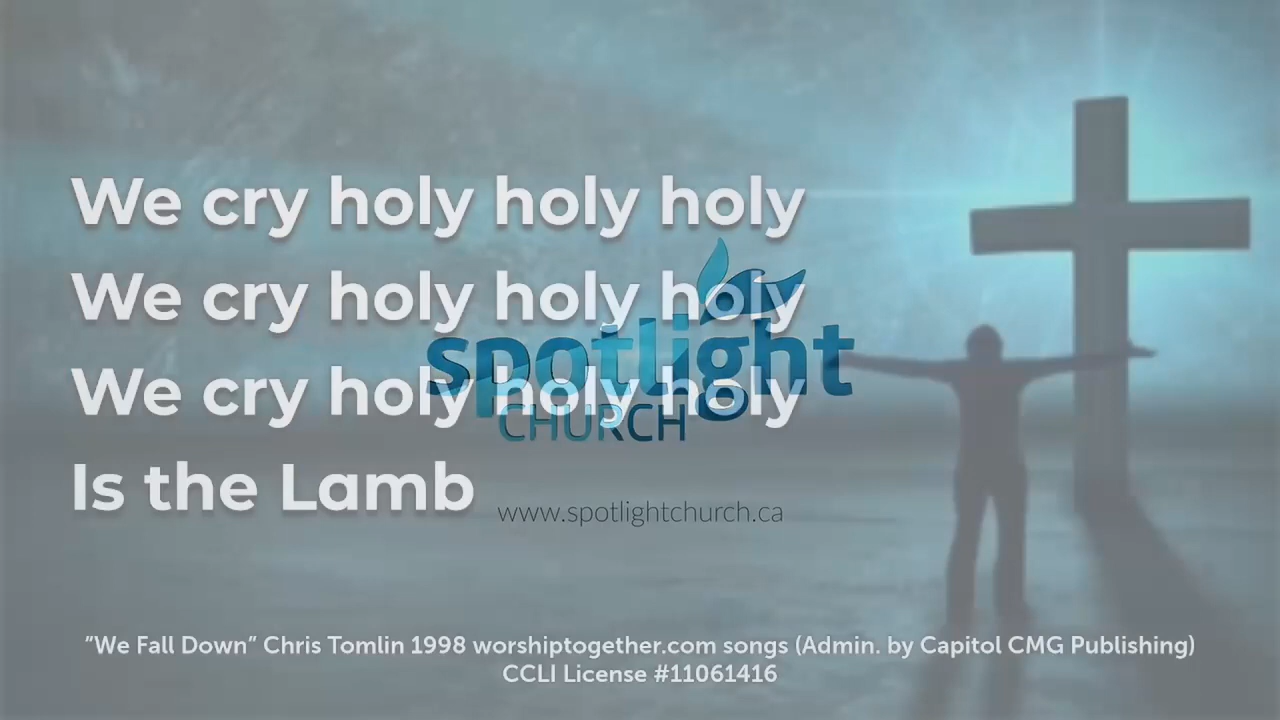 We cry holy holy holy
We cry holy holy holy
We cry holy holy holy
Is the Lamb
spotlight
CHURCH
www.spotlightchurch.ca
"We Fall Down" Chris Tomlin 1998 worshiptogether.com songs (Admin. by Capitol CMG Publishing)
CCLI License #11061416